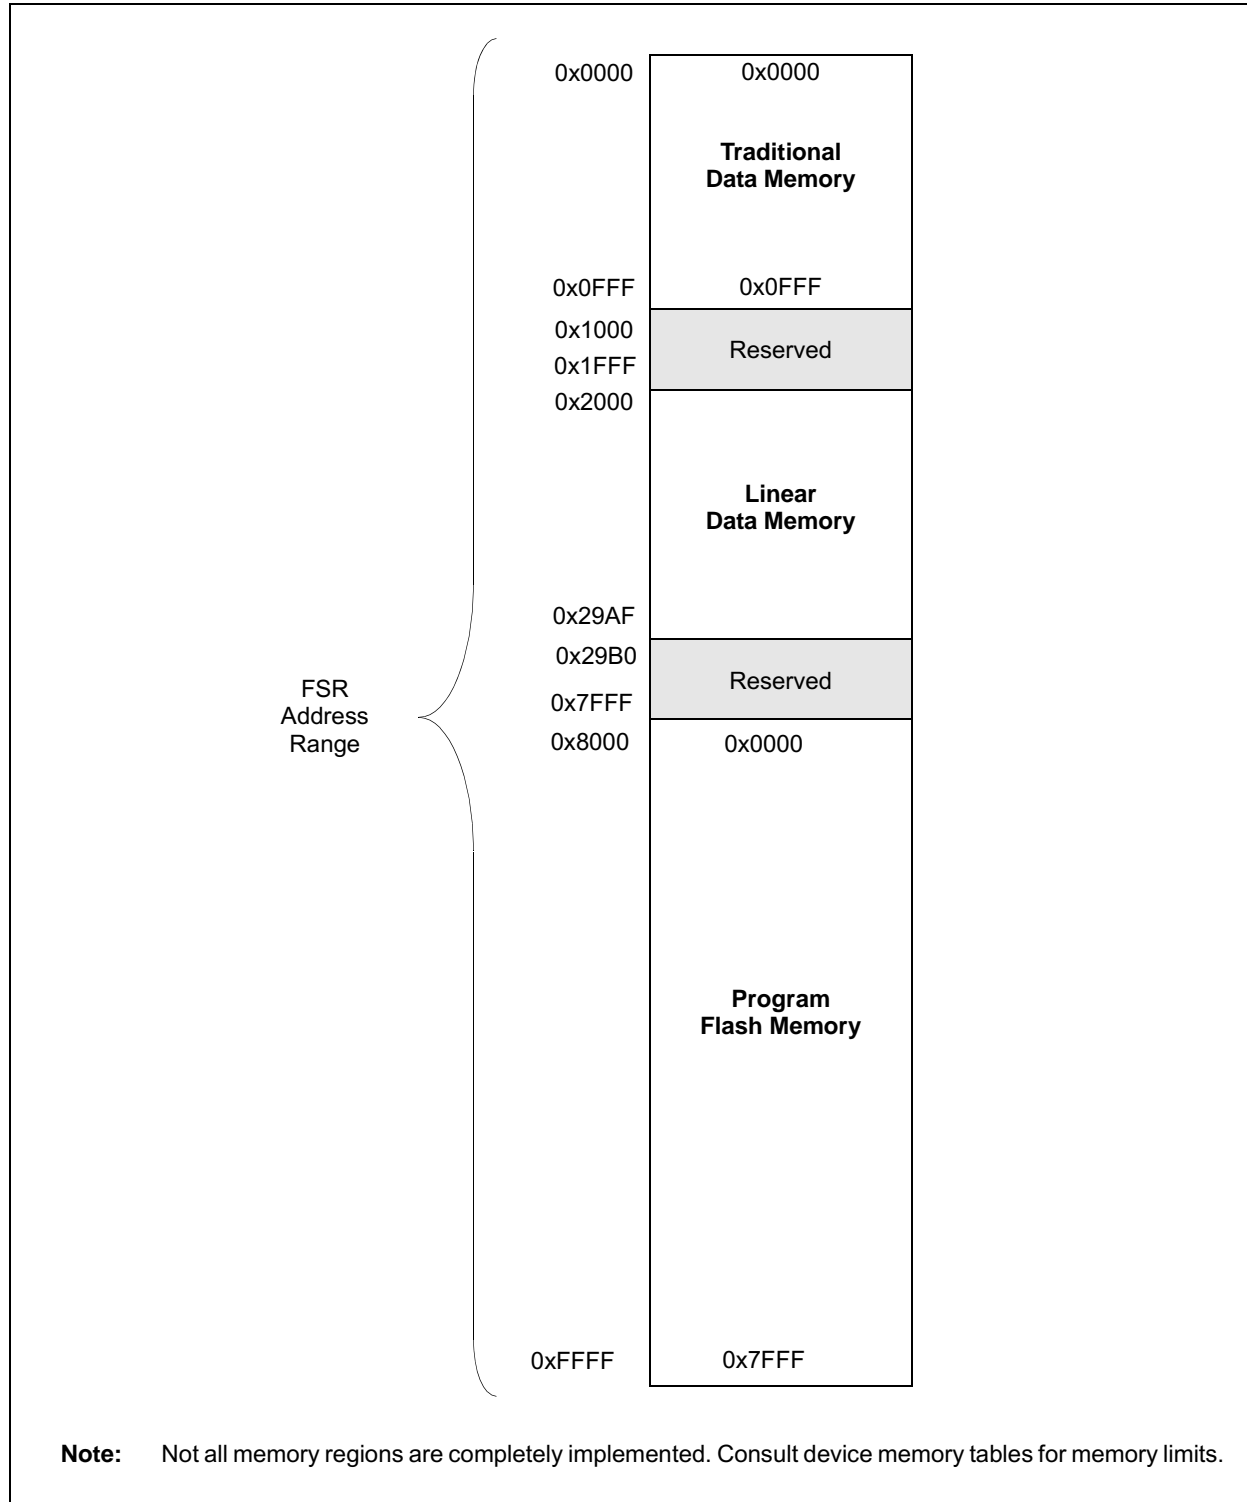 0x0000 0x0000
Traditional
Data Memory
0x0FFF 0x0FFF
0x1000
Reserved
0x1FFF
0x2000
Linear
Data Memory
0x29AF
0x29B0
Reserved
0x7FFF
FSR
Address
Range
0x8000 0x0000
Program
Flash Memory
0xFFFF 0x7FFF
Note: Not all memory regions are completely implemented. Consult device memory tables for memory limits.